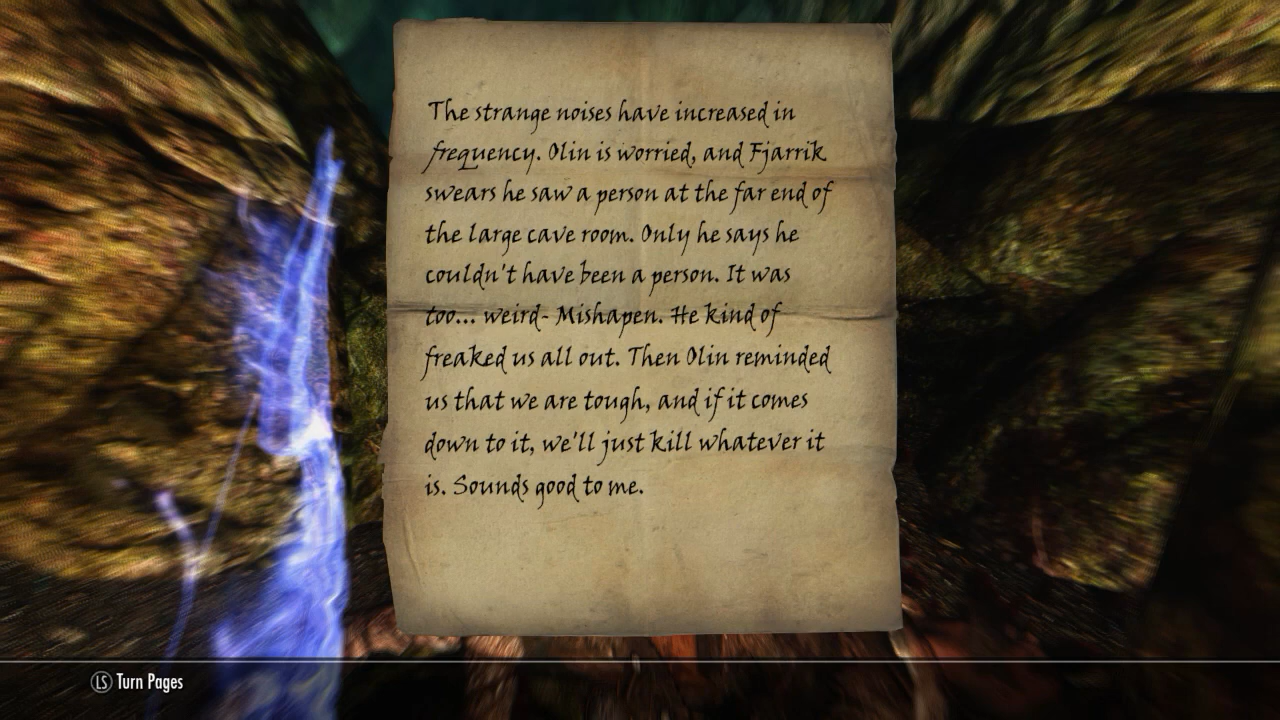 The strange noises have increased in
frequency. Olin is worried, and Fjarrik
swears he saw a person at the far end of
the large cave room. Only he says he
couldn't have been a person. It was
too... weird- Mishapen. He kind of
freaked us all out. Then Olin reminded
us that we are tough, and if it comes
down to it, we'll just kill whatever it
is. Sounds good to me.
LS Turn Pages